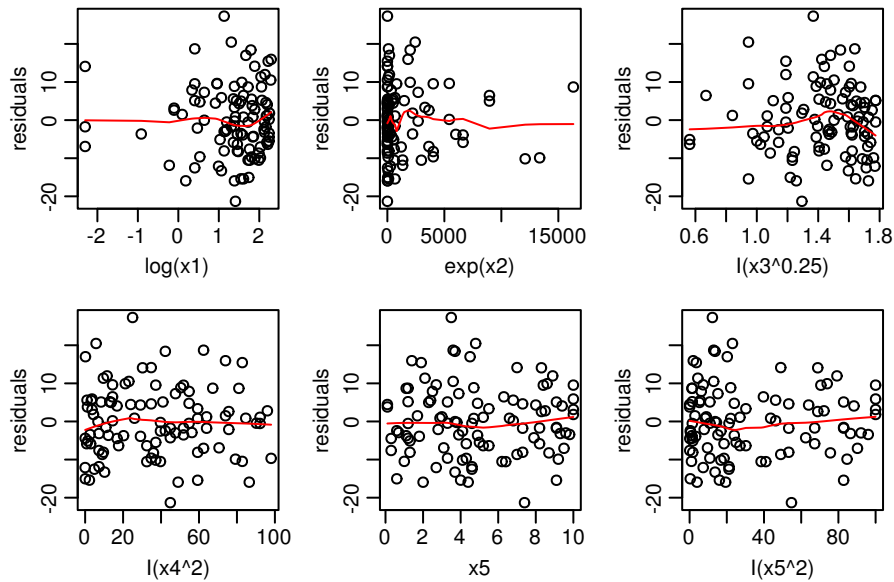 residuals
-20 0 10
-2 -1 0 1 2
log(x1)
residuals
-20 0 10
0 5000 15000
exp(x2)
residuals
-20 0 10
0.6 1.0 1.4 1.8
I(x3^0.25)
residuals
-20 0 10
0 20 60 100
I(x4^2)
residuals
-20 0 10
0 2 4 6 8 10
x5
residuals
-20 0 10
0 40 80
I(x5^2)